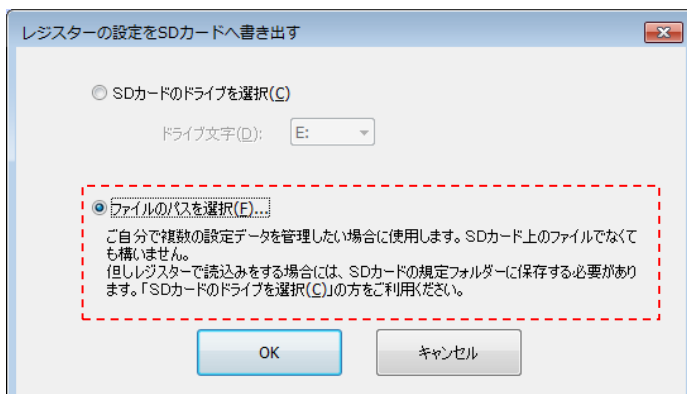 レジスターの設定をSDカードへ書き出す
SDカードのドライブを選択(C)
ドライブ文字(D): E:
ファイルのパスを選択(F)...
ご自分で複数の設定データを管理したい場合に使用します。SDカード上のファイルでなくて
も構いません。
但しレジスターで読込みをする場合には、SDカードの規定フォルダーに保存する必要があり
ます。「SDカードのドライブを選択(C)」の方をご利用ください。
OK キャンセル